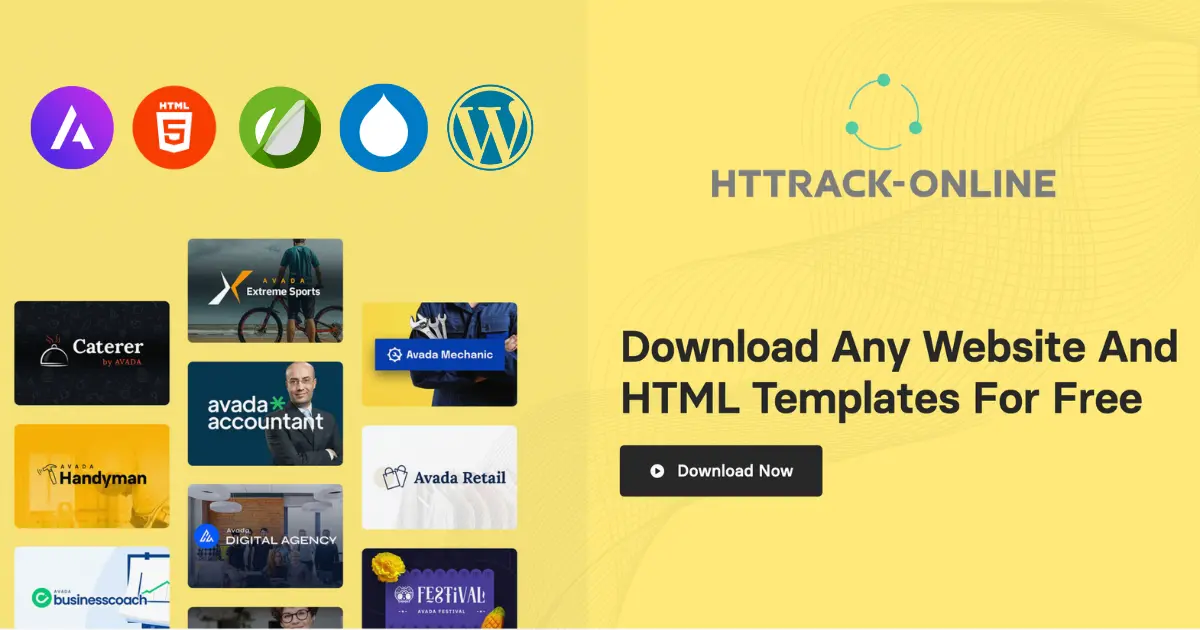 HTML
5
HTTRACK-ONLINE
Download Any Website And
HTML Templates For Free
Download Now
AVADA
Extreme Sports
Caterer
by AVADA
Avada Mechanic
avada*
accountant
AVADA
Handyman
Avada Retail
Avada
DIGITAL AGENCY
AVADA
businesscoach
FESTiVAL
AVADA FESTIVAL